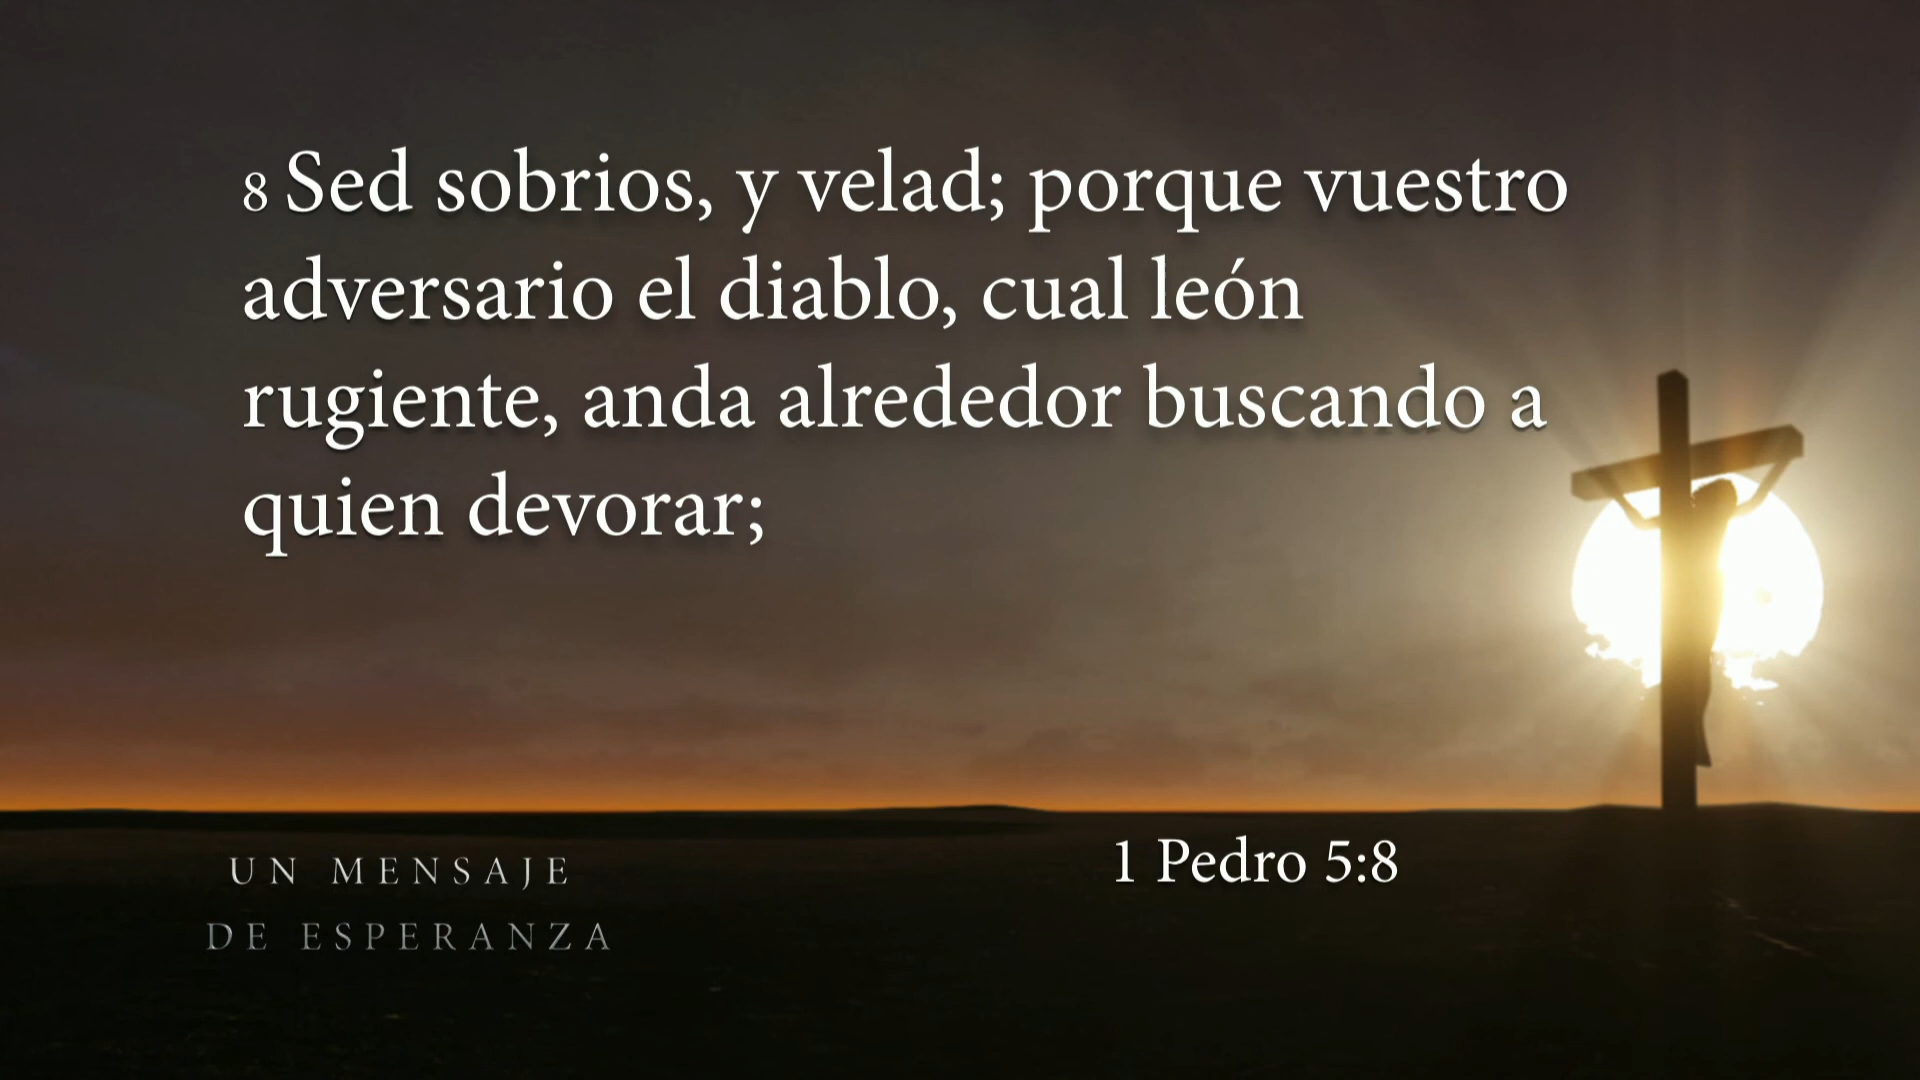 8 Sed sobrios, y velad; porque vuestro
adversario el diablo, cual león
rugiente, anda alrededor buscando a
quien devorar;
1 Pedro 5:8
UN MENSAJE
DE ESPERANZA